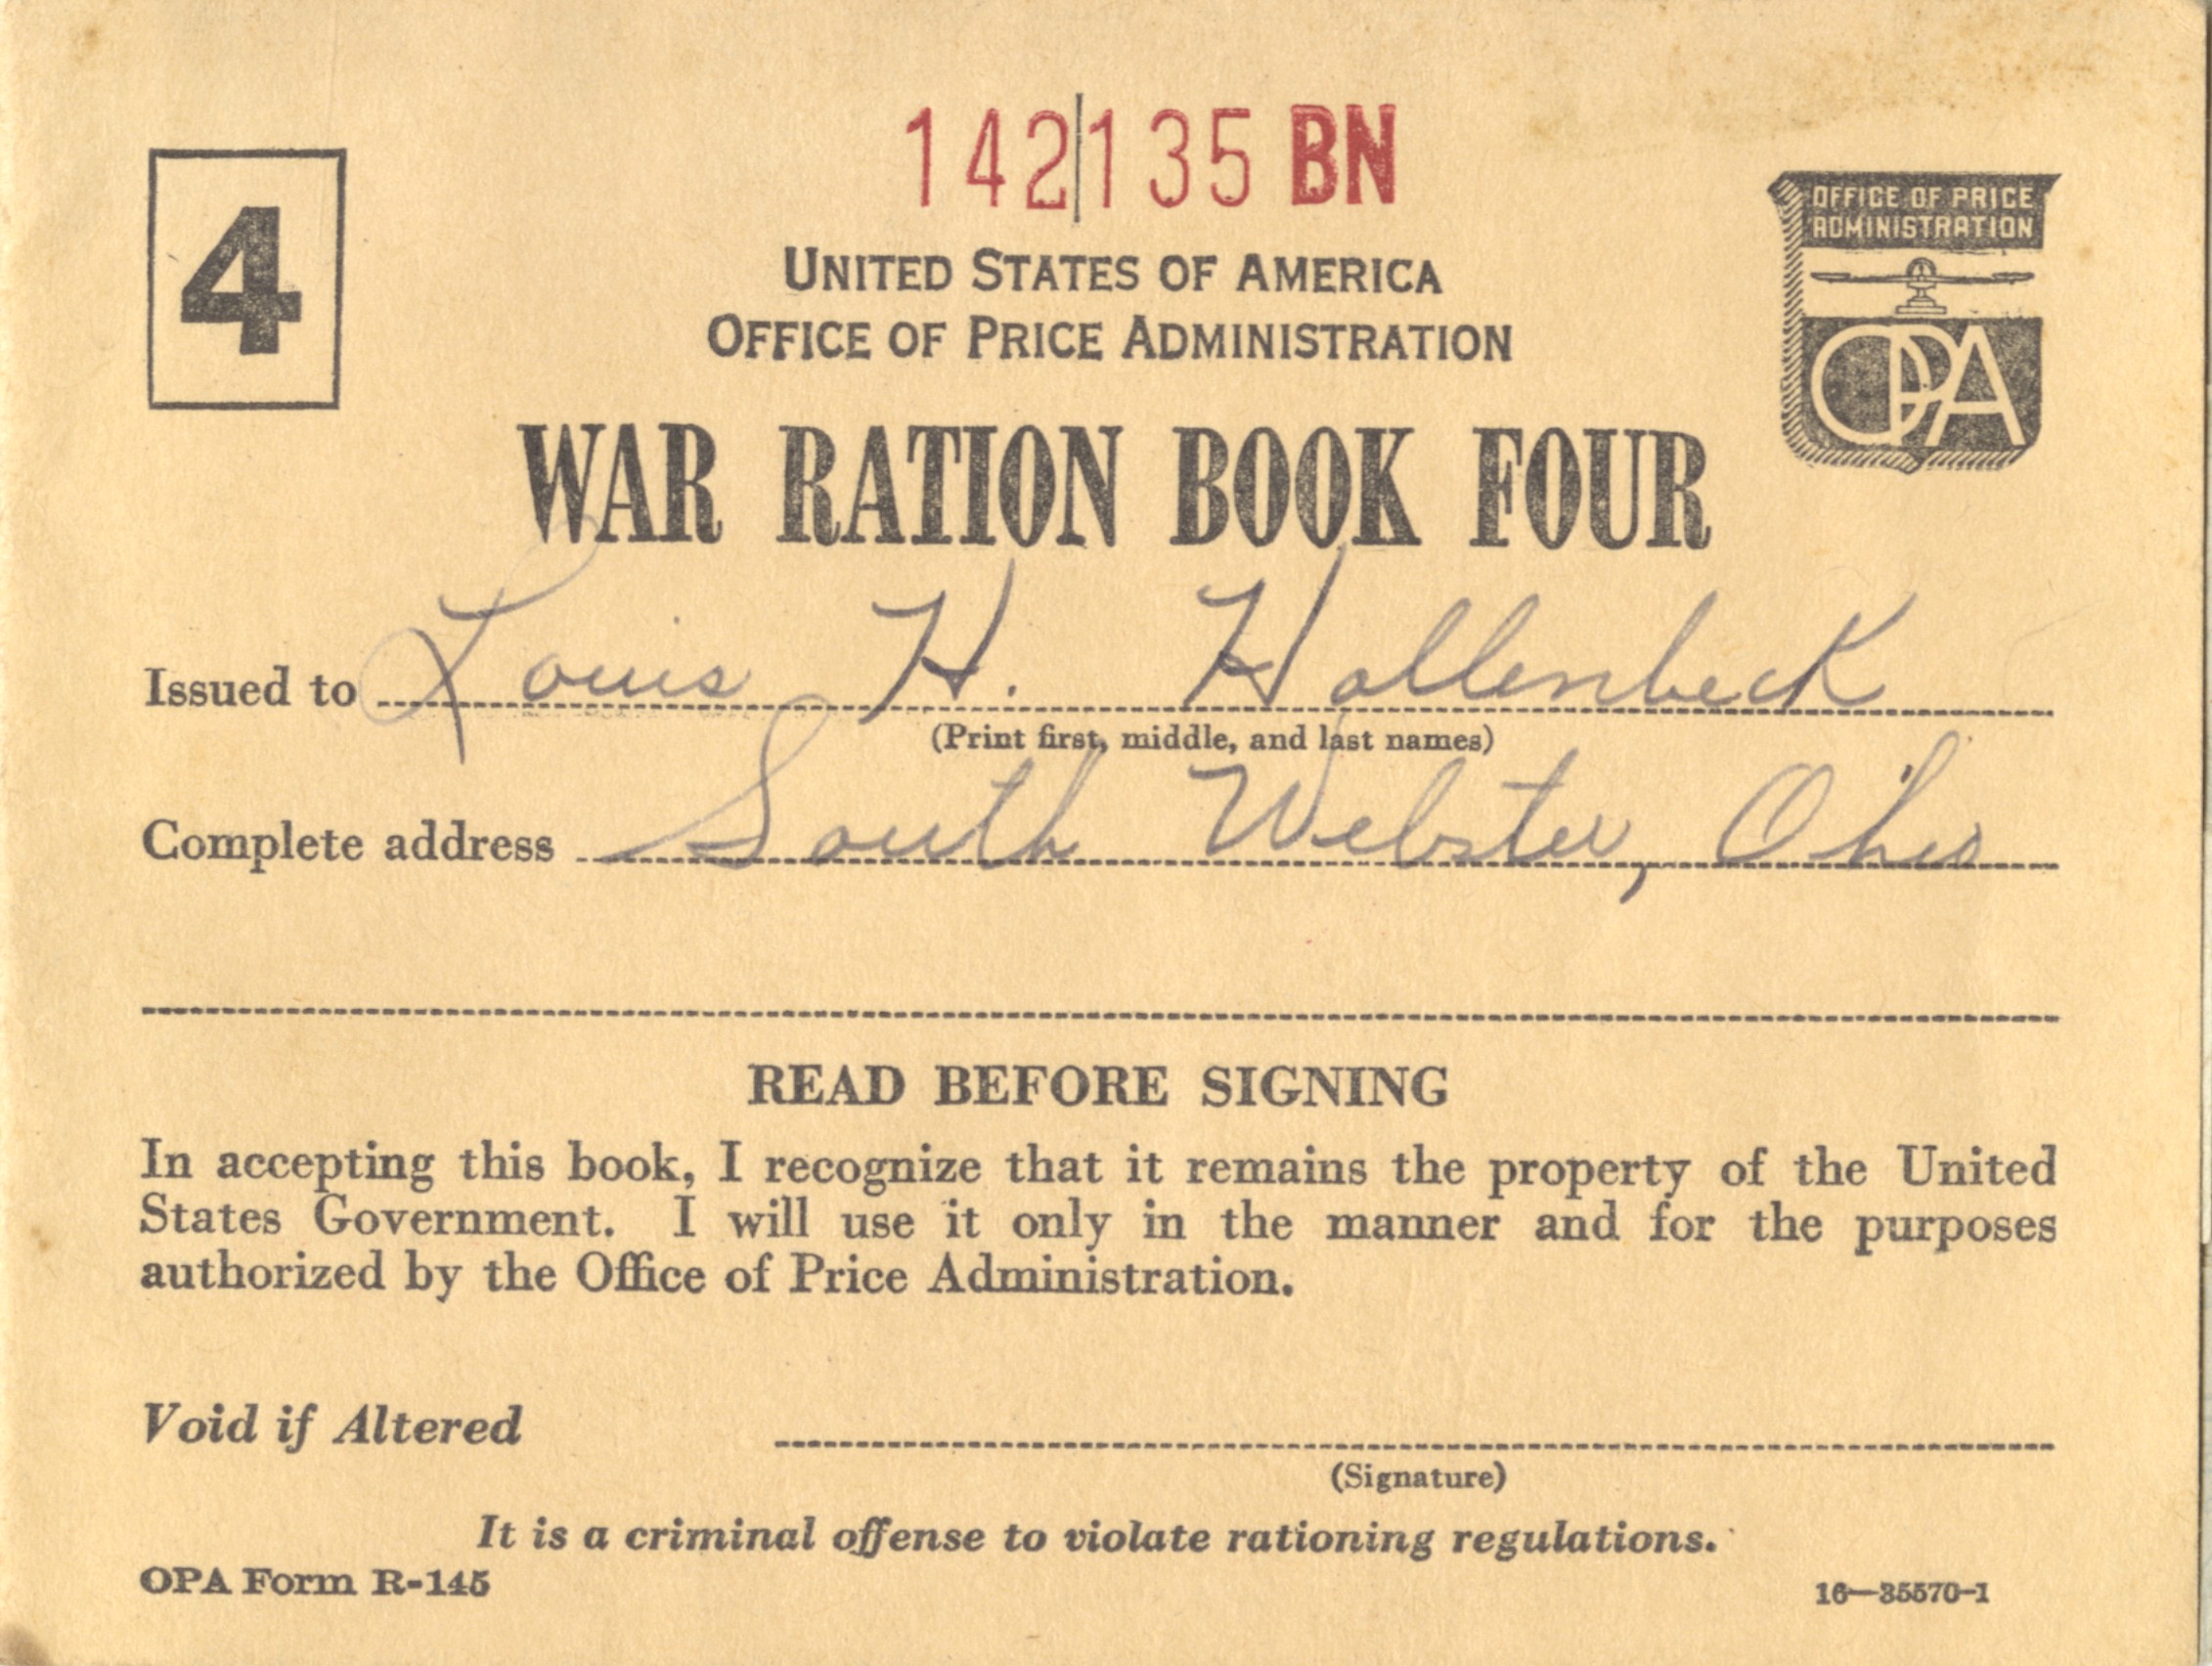 142135 BN
4
OFFICE OF PRICE
ADMINISTRATION
OPA
UNITED STATES OF AMERICA
OFFICE OF PRICE ADMINISTRATION
WAR RATION BOOK FOUR
Issued to Louis H. Hollenbeck
(Print first, middle, and last names)
Complete address South Webster, Ohio
READ BEFORE SIGNING
In accepting this book, I recognize that it remains the property of the United
States Government. I will use it only in the manner and for the purposes
authorized by the Office of Price Administration.
Void if Altered
(Signature)
It is a criminal offense to violate rationing regulations.
OPA Form R-145
16—35570-1